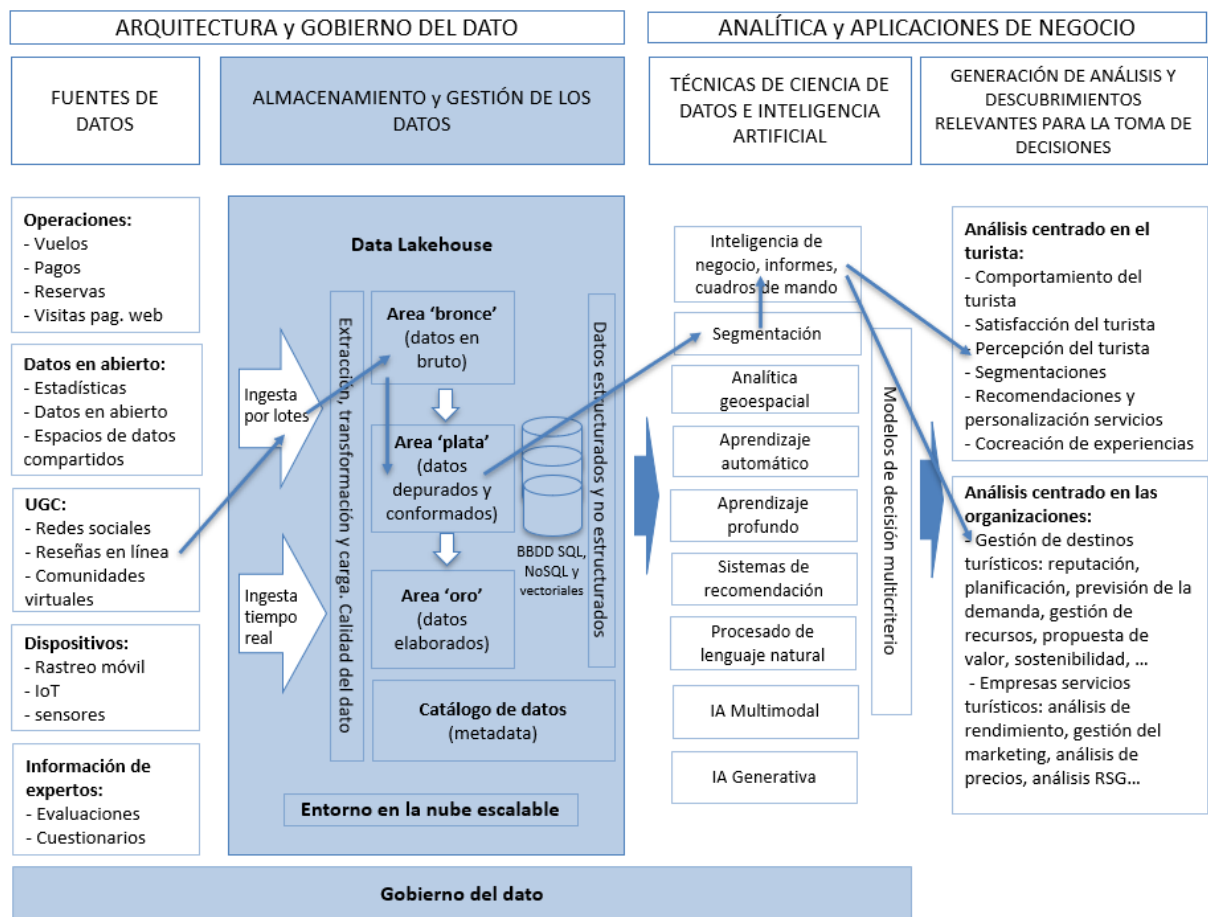 ARQUITECTURA y GOBIERNO DEL DATO
ANALÍTICA y APLICACIONES DE NEGOCIO
FUENTES DE
DATOS
ALMACENAMIENTO y GESTIÓN DE LOS
DATOS
TÉCNICAS DE CIENCIA DE
DATOS E INTELIGENCIA
ARTIFICIAL
GENERACIÓN DE ANÁLISIS Y
DESCUBRIMIENTOS
RELEVANTES PARA LA TOMA DE
DECISIONES
Operaciones:
- Vuelos
- Pagos
- Reservas
- Visitas pag. web
Datos en abierto:
- Estadísticas
- Datos en abierto
- Espacios de datos
compartidos
UGC:
- Redes sociales
- Reseñas en línea
- Comunidades
virtuales
Dispositivos:
- Rastreo móvil
- IoT
- sensores
Información de
expertos:
- Evaluaciones
- Cuestionarios
Data Lakehouse
Ingesta
por lotes
Ingesta
tiempo
real
Extracción, transformación y carga. Calidad del dato
Area ‘bronce’
(datos en
bruto)
Area ‘plata’
(datos
depurados y
conformados)
Area ‘oro’
(datos
elaborados)
BBDD SQL,
NoSQL y
vectoriales
Datos estructurados y no estructurados
Catálogo de datos
(metadata)
Entorno en la nube escalable
Inteligencia de
negocio, informes,
cuadros de mando
Segmentación
Analítica
geoespacial
Aprendizaje
automático
Aprendizaje
profundo
Sistemas de
recomendación
Procesado de
lenguaje natural
IA Multimodal
IA Generativa
Modelos de decisión multicriterio
Análisis centrado en el
turista:
- Comportamiento del
turista
- Satisfacción del turista
- Percepción del turista
- Segmentaciones
- Recomendaciones y
personalización servicios
- Cocreación de experiencias
Análisis centrado en las
organizaciones:
- Gestión de destinos
turísticos: reputación,
planificación, previsión de la
demanda, gestión de
recursos, propuesta de
valor, sostenibilidad, …
- Empresas servicios
turísticos: análisis de
rendimiento, gestión del
marketing, análisis de
precios, análisis RSG…
Gobierno del dato